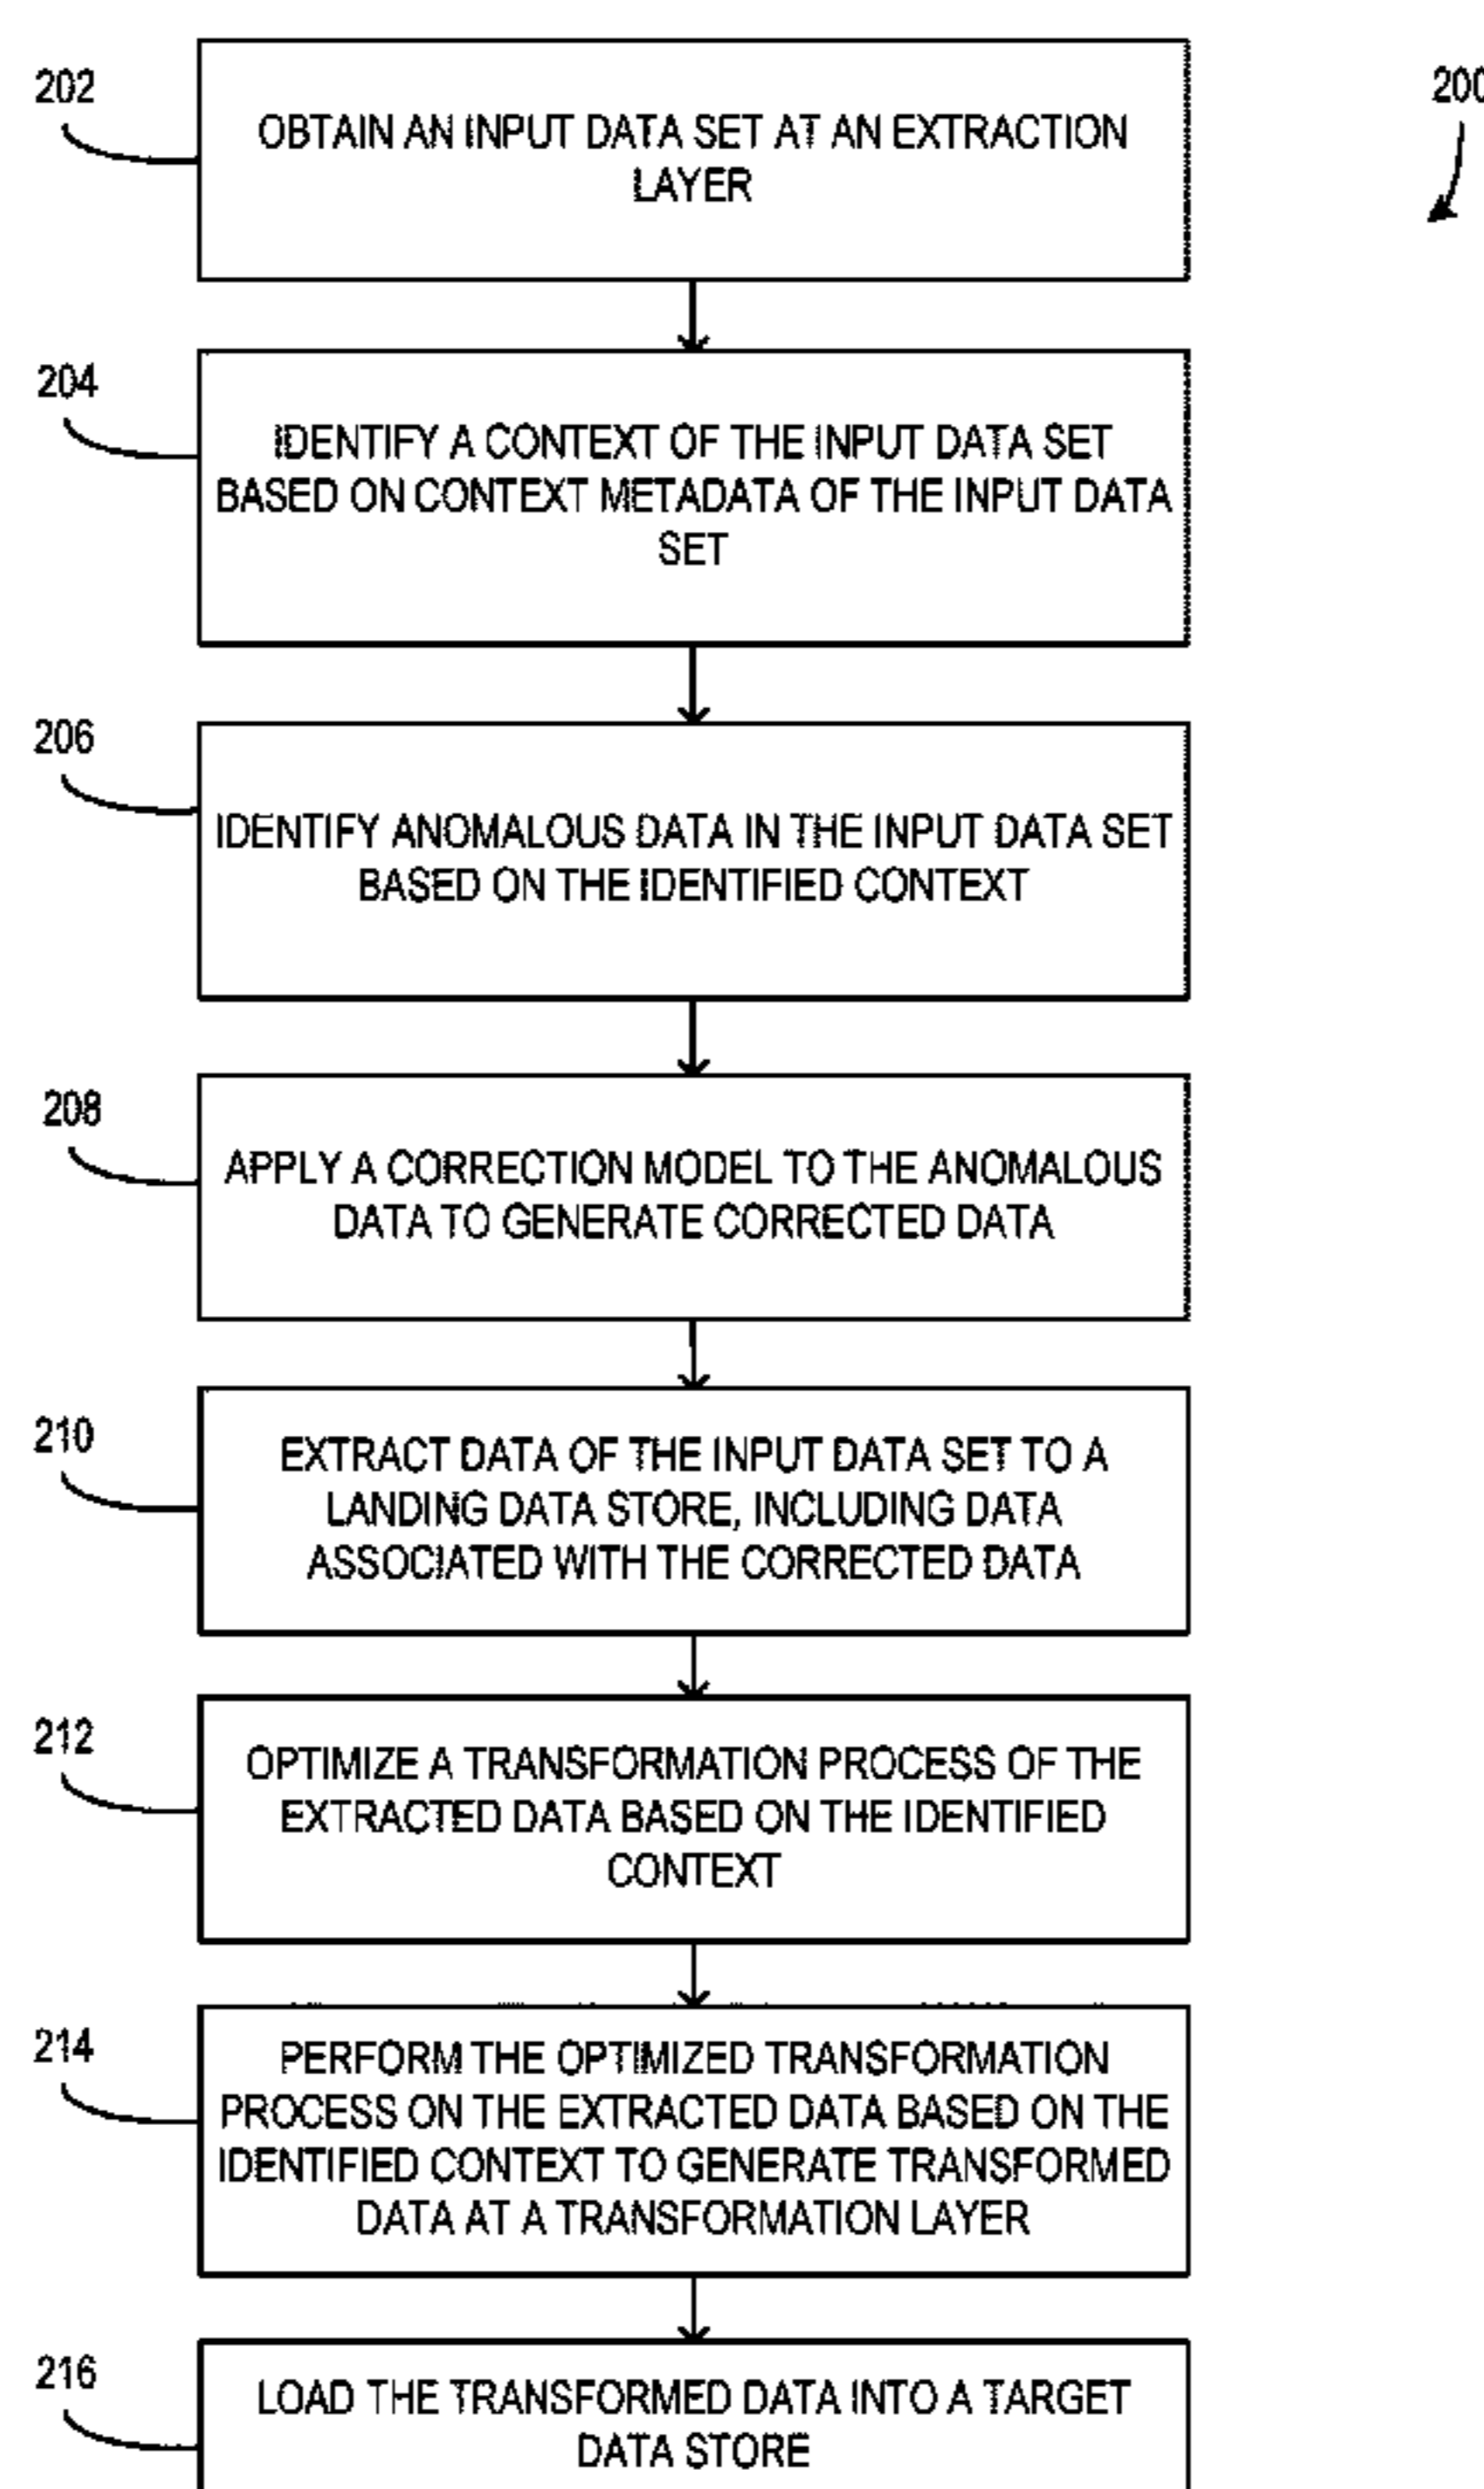 202
200
OBTAIN AN INPUT DATA SET AT AN EXTRACTION
LAYER
204
IDENTIFY A CONTEXT OF THE INPUT DATA SET
BASED ON CONTEXT METADATA OF THE INPUT DATA
SET
206
IDENTIFY ANOMALOUS DATA IN THE INPUT DATA SET
BASED ON THE IDENTIFIED CONTEXT
208
APPLY A CORRECTION MODEL TO THE ANOMALOUS
DATA TO GENERATE CORRECTED DATA
210
EXTRACT DATA OF THE INPUT DATA SET TO A
LANDING DATA STORE, INCLUDING DATA
ASSOCIATED WITH THE CORRECTED DATA
212
OPTIMIZE A TRANSFORMATION PROCESS OF THE
EXTRACTED DATA BASED ON THE IDENTIFIED
CONTEXT
214
PERFORM THE OPTIMIZED TRANSFORMATION
PROCESS ON THE EXTRACTED DATA BASED ON THE
IDENTIFIED CONTEXT TO GENERATE TRANSFORMED
DATA AT A TRANSFORMATION LAYER
216
LOAD THE TRANSFORMED DATA INTO A TARGET
DATA STORE